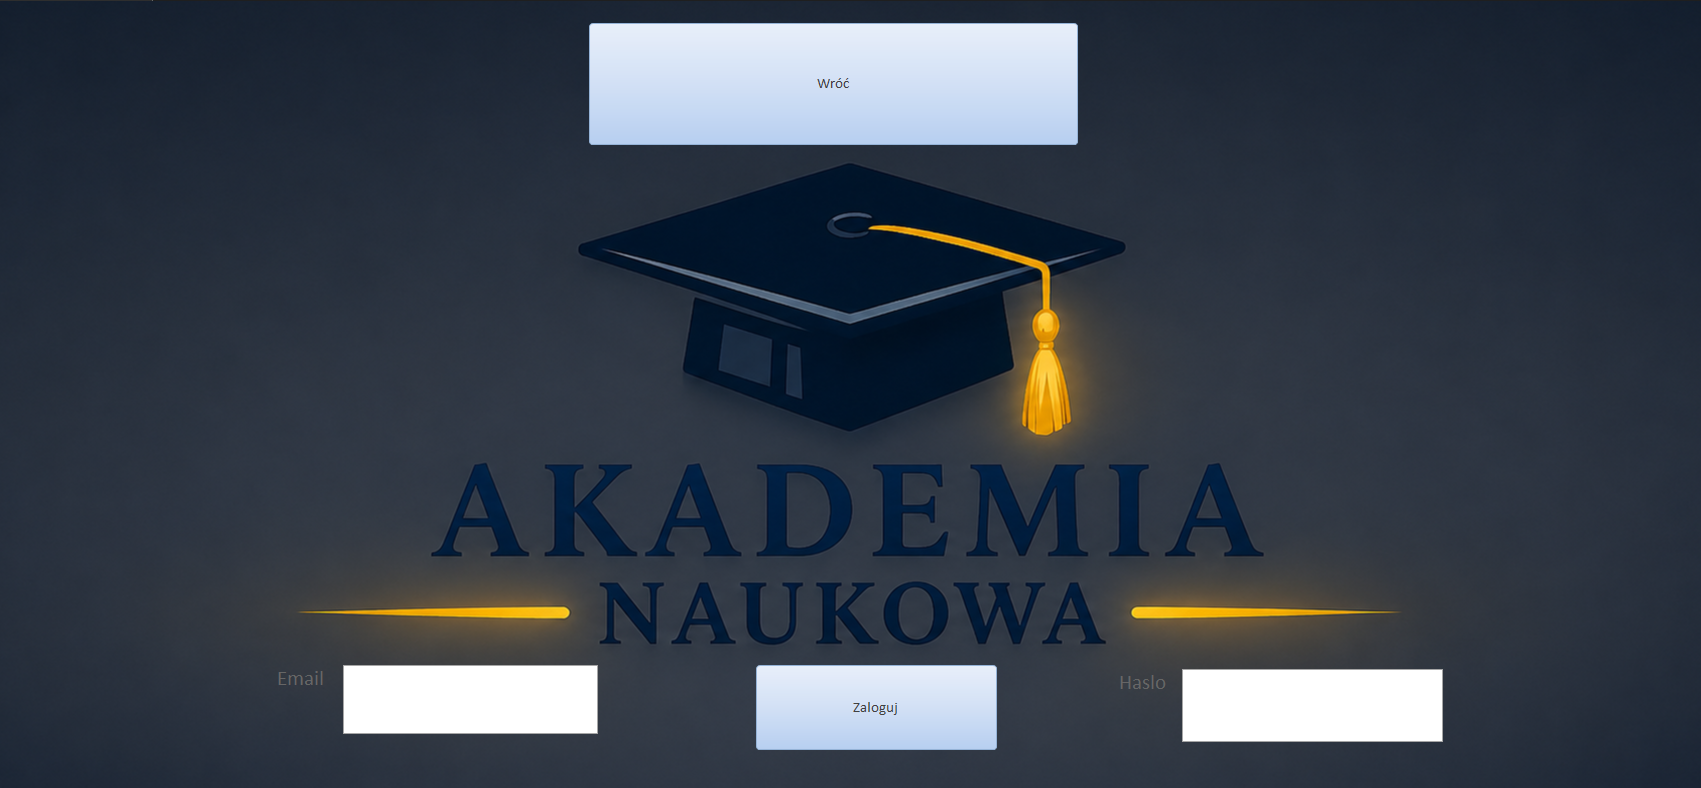 Wróć
AKADEMIA
NAUKOWA
Email
Zaloguj
Haslo